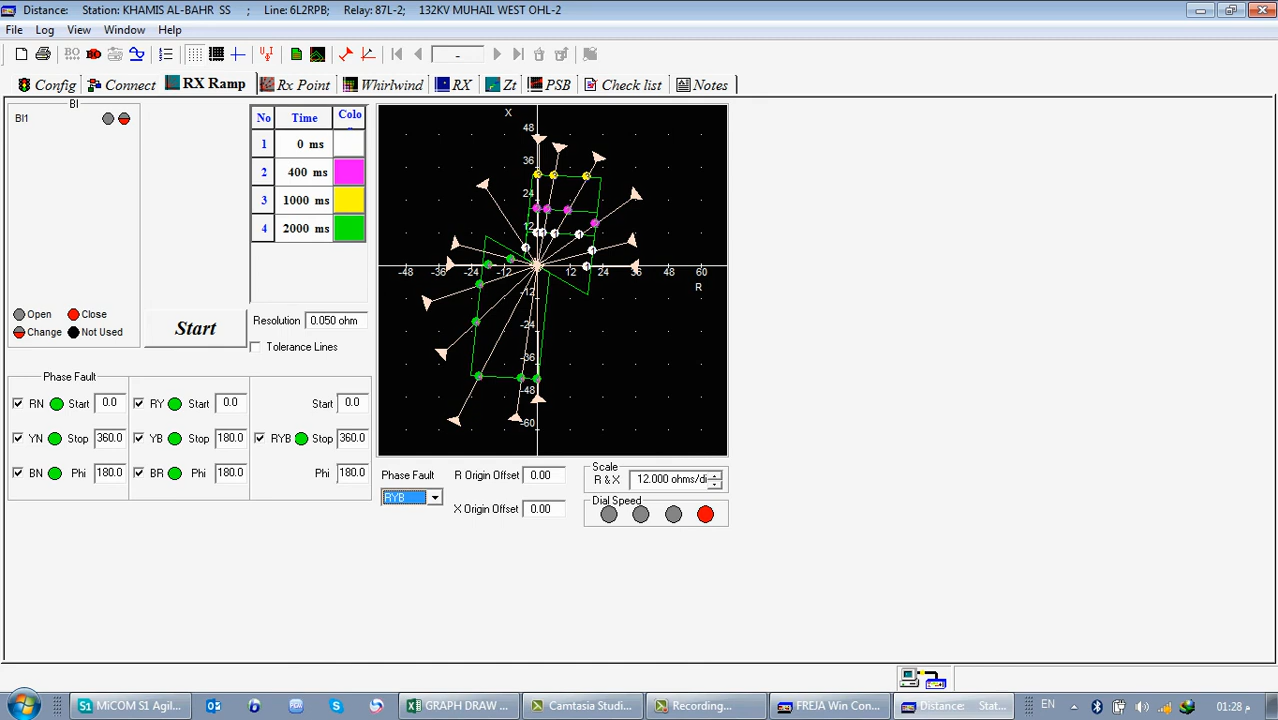 Distance:   Station: KHAMIS AL-BAHR  SS    ;    Line: 6L2RPB;   Relay: 87L-2;   132KV MUHAIL WEST OHL-2
File Log View Window Help
BO BO -
Config Connect RX Ramp Rx Point Whirlwind RX Zt PSB Check list Notes
BI
BI1
Open Close
Change Not Used
Start
No Time Colo
1 0 ms
2 400 ms
3 1000 ms
4 2000 ms
Resolution 0.050 ohm
Tolerance Lines
X
48
36
24
12
-48 -36 -24 -12 12 24 36 48 60
R
-12
-24
-36
-48
-60
Phase Fault
RN Start 0.0 RY Start 0.0 Start 0.0
YN Stop 360.0 YB Stop 180.0 RYB Stop 360.0
BN Phi 180.0 BR Phi 180.0 Phi 180.0
Phase Fault
RYB
R Origin Offset 0.00
X Origin Offset 0.00
Scale
R & X 12.000 ohms/di
Dial Speed
S1 MiCOM S1 Agil... GRAPH DRAW ... Camtasia Studi... Recording... FREJA Win Con... Distance: Stat... EN 01:28 م